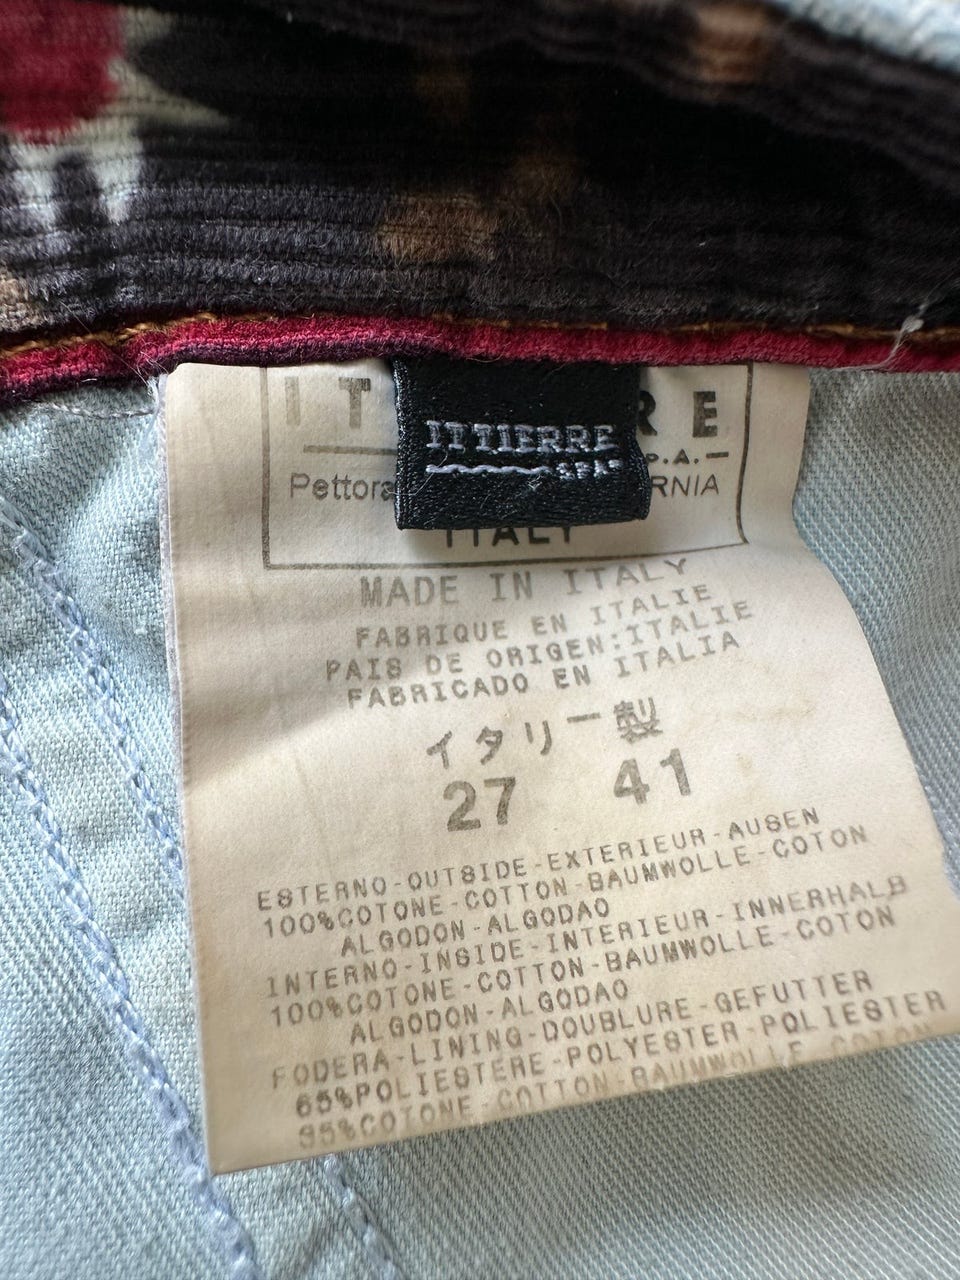 IT RE
ITTIERRE
SPA
P.A.
Pettora RNIA
ITALY
MADE IN ITALY
FABRIQUE EN ITALIE
PAIS DE ORIGEN:ITALIE
FABRICADO EN ITALIA
イタリー製
27 41
ESTERNO-OUTSIDE-EXTERIEUR-AUSEN
100%COTONE-COTTON-BAUMWOLLE-COTON
ALGODON-ALGODAO
INTERNO-INSIDE-INTERIEUR-INNERHALB
100%COTONE-COTTON-BAUMWOLLE-COTON
ALGODON-ALGODAO
FODERA-LINING-DOUBLURE-GEFUTTER
65%POLIESTERE-POLYESTER-POLIESTER
35%COTONE-COTTON-BAUMWOLLE COTON